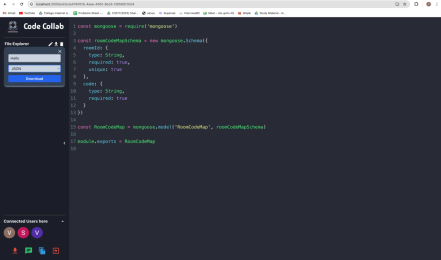 Code Collab
File Explorer
Hello
JSON
Download
Connected Users here
V
S
V
1 const mongoose = require("mongoose")
2
3 const roomCodeMapSchema = new mongoose.Schema({
4 roomId: {
5 type: String,
6 required: true,
7 unique: true
8 },
9 code: {
10 type: String,
11 required: true
12 }
13 })
14
15 const RoomCodeMap = mongoose.model("RoomCodeMap", roomCodeMapSchema)
16
17 module.exports = RoomCodeMap
18